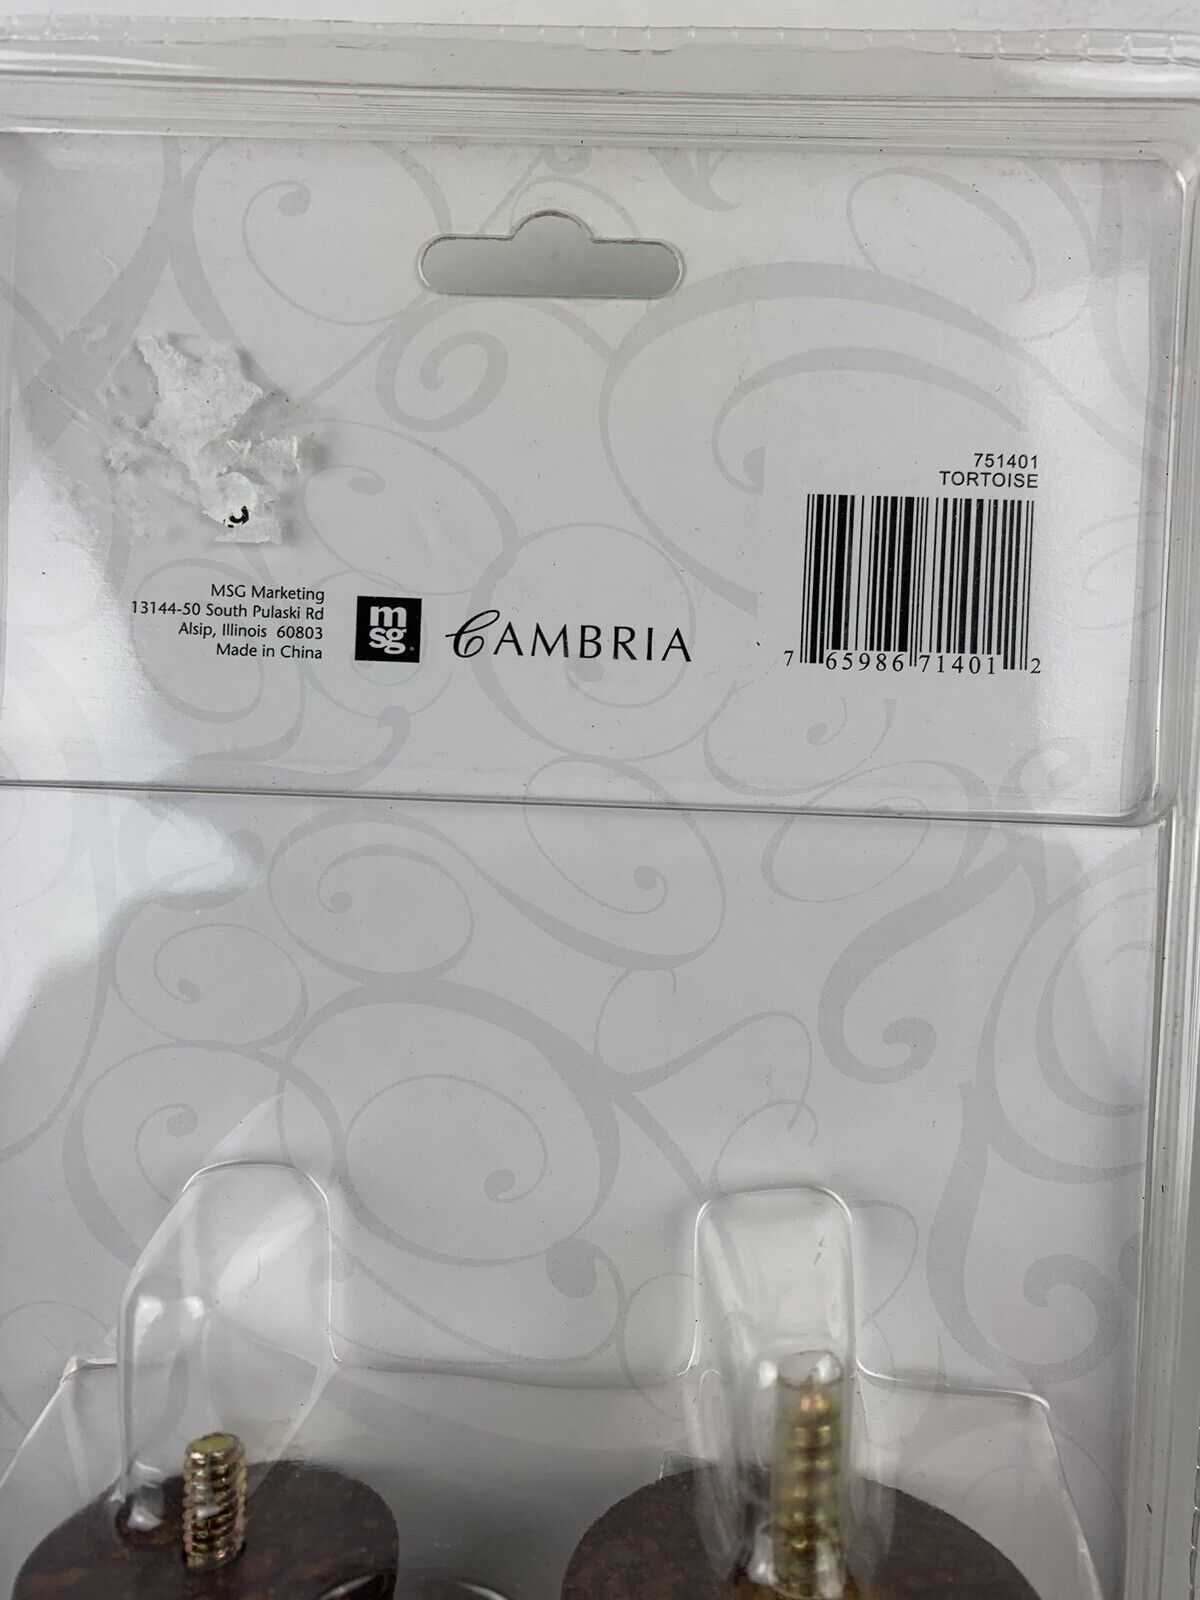 751401
TORTOISE
7 65986 71401 2
MSG Marketing
13144-50 South Pulaski Rd
Alsip, Illinois 60803
Made in China
msg
CAMBRIA